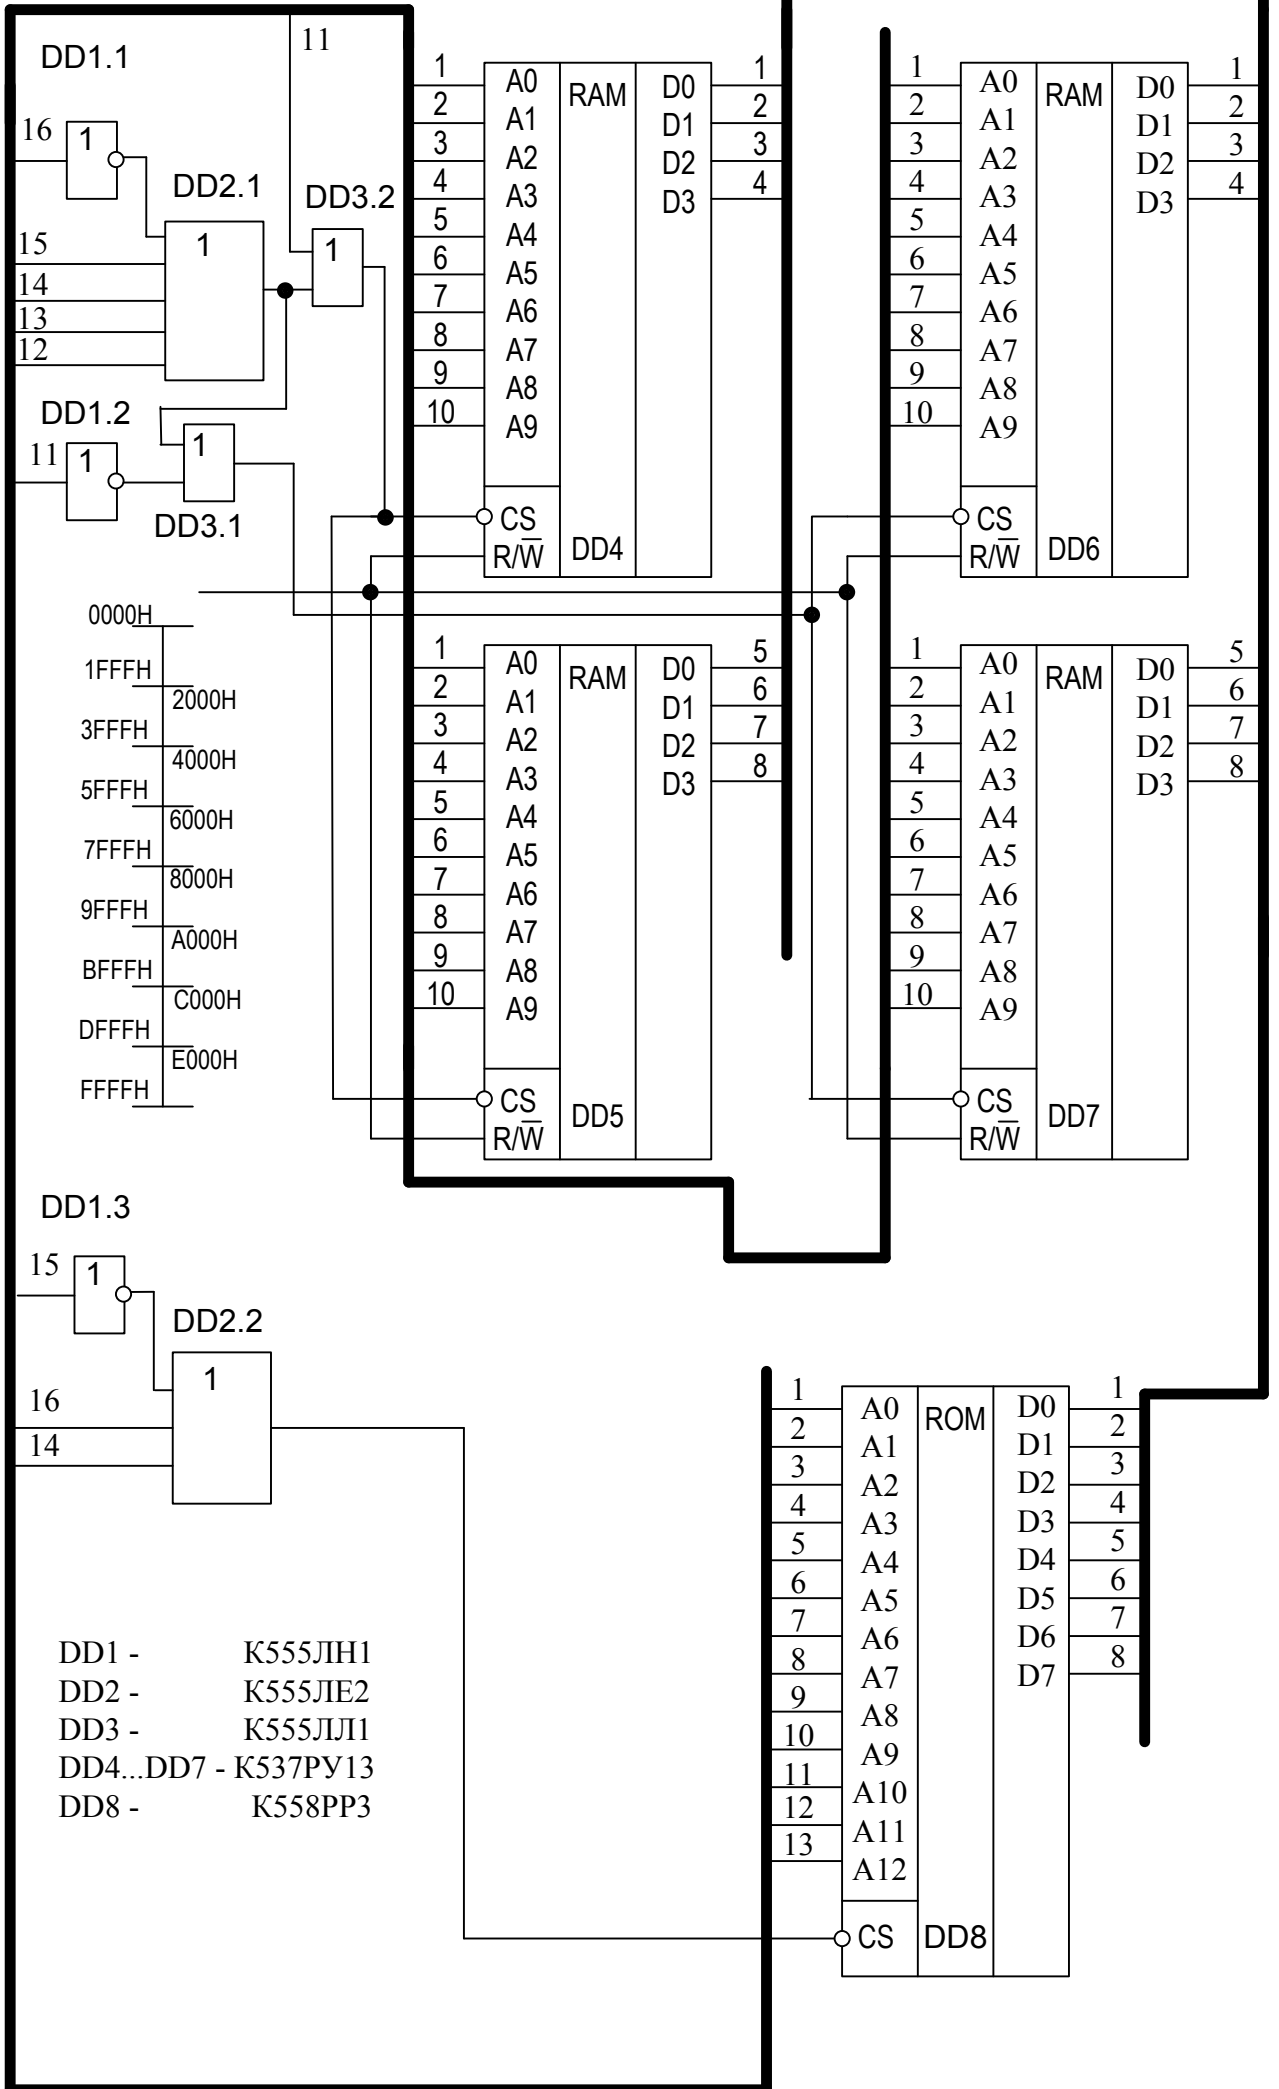 DD1.1
16
1
11
DD2.1
DD3.2
15
14
13
12
1
1
DD1.2
11
1
1
DD3.1
1
2
3
4
5
6
7
8
9
10
A0
A1
A2
A3
A4
A5
A6
A7
A8
A9
RAM
D0
D1
D2
D3
1
2
3
4
CS
R/W̅
DD4
1
2
3
4
5
6
7
8
9
10
A0
A1
A2
A3
A4
A5
A6
A7
A8
A9
RAM
D0
D1
D2
D3
1
2
3
4
CS
R/W̅
DD6
0000H
1FFFH
2000H
3FFFH
4000H
5FFFH
6000H
7FFFH
8000H
9FFFH
A000H
BFFFH
C000H
DFFFH
E000H
FFFFH
1
2
3
4
5
6
7
8
9
10
A0
A1
A2
A3
A4
A5
A6
A7
A8
A9
RAM
D0
D1
D2
D3
5
6
7
8
CS
R/W̅
DD5
1
2
3
4
5
6
7
8
9
10
A0
A1
A2
A3
A4
A5
A6
A7
A8
A9
RAM
D0
D1
D2
D3
5
6
7
8
CS
R/W̅
DD7
DD1.3
15
1
DD2.2
16
14
1
1
2
3
4
5
6
7
8
9
10
11
12
13
A0
A1
A2
A3
A4
A5
A6
A7
A8
A9
A10
A11
A12
ROM
D0
D1
D2
D3
D4
D5
D6
D7
1
2
3
4
5
6
7
8
CS
DD8
DD1 - К555ЛН1
DD2 - К555ЛЕ2
DD3 - К555ЛЛ1
DD4...DD7 - К537РУ13
DD8 - К558РР3